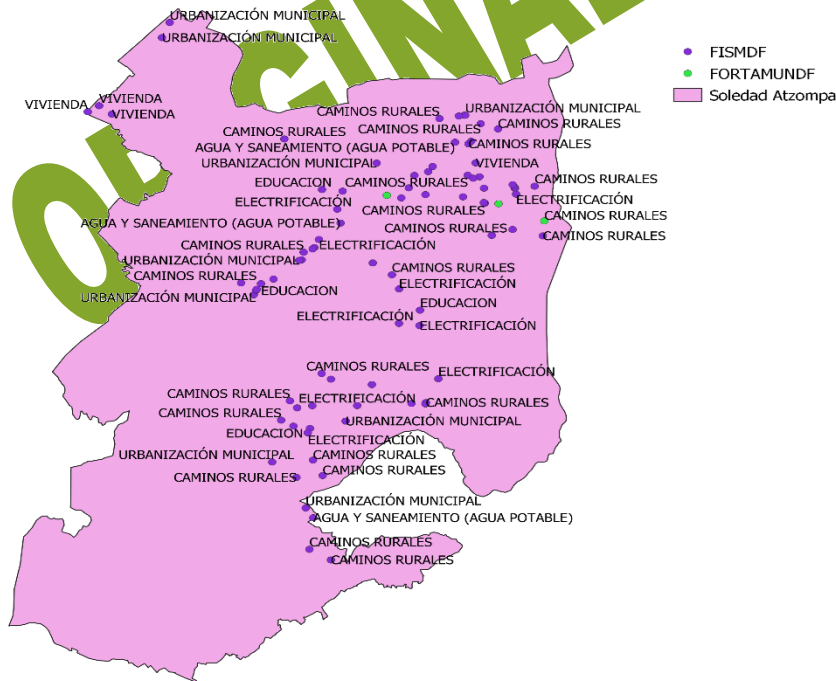 URBANIZACIÓN MUNICIPAL
URBANIZACIÓN MUNICIPAL
FISMDF
FORTAMUNDF
Soledad Atzompa
VIVIENDA
VIVIENDA
VIVIENDA
CAMINOS RURALES
URBANIZACIÓN MUNICIPAL
CAMINOS RURALES
CAMINOS RURALES
CAMINOS RURALES
AGUA Y SANEAMIENTO (AGUA POTABLE)
CAMINOS RURALES
URBANIZACIÓN MUNICIPAL
VIVIENDA
EDUCACION
CAMINOS RURALES
CAMINOS RURALES
ELECTRIFICACIÓN
ELECTRIFICACIÓN
CAMINOS RURALES
CAMINOS RURALES
AGUA Y SANEAMIENTO (AGUA POTABLE)
CAMINOS RURALES
CAMINOS RURALES
CAMINOS RURALES
ELECTRIFICACIÓN
URBANIZACIÓN MUNICIPAL
CAMINOS RURALES
CAMINOS RURALES
ELECTRIFICACIÓN
EDUCACION
URBANIZACIÓN MUNICIPAL
EDUCACION
ELECTRIFICACIÓN
ELECTRIFICACIÓN
CAMINOS RURALES
ELECTRIFICACIÓN
CAMINOS RURALES
ELECTRIFICACIÓN
CAMINOS RURALES
CAMINOS RURALES
URBANIZACIÓN MUNICIPAL
EDUCACION
ELECTRIFICACIÓN
URBANIZACIÓN MUNICIPAL
CAMINOS RURALES
CAMINOS RURALES
CAMINOS RURALES
URBANIZACIÓN MUNICIPAL
AGUA Y SANEAMIENTO (AGUA POTABLE)
CAMINOS RURALES
CAMINOS RURALES